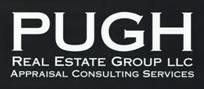 PUGH
REAL ESTATE GROUP LLC
APPRAISAL CONSULTING SERVICES